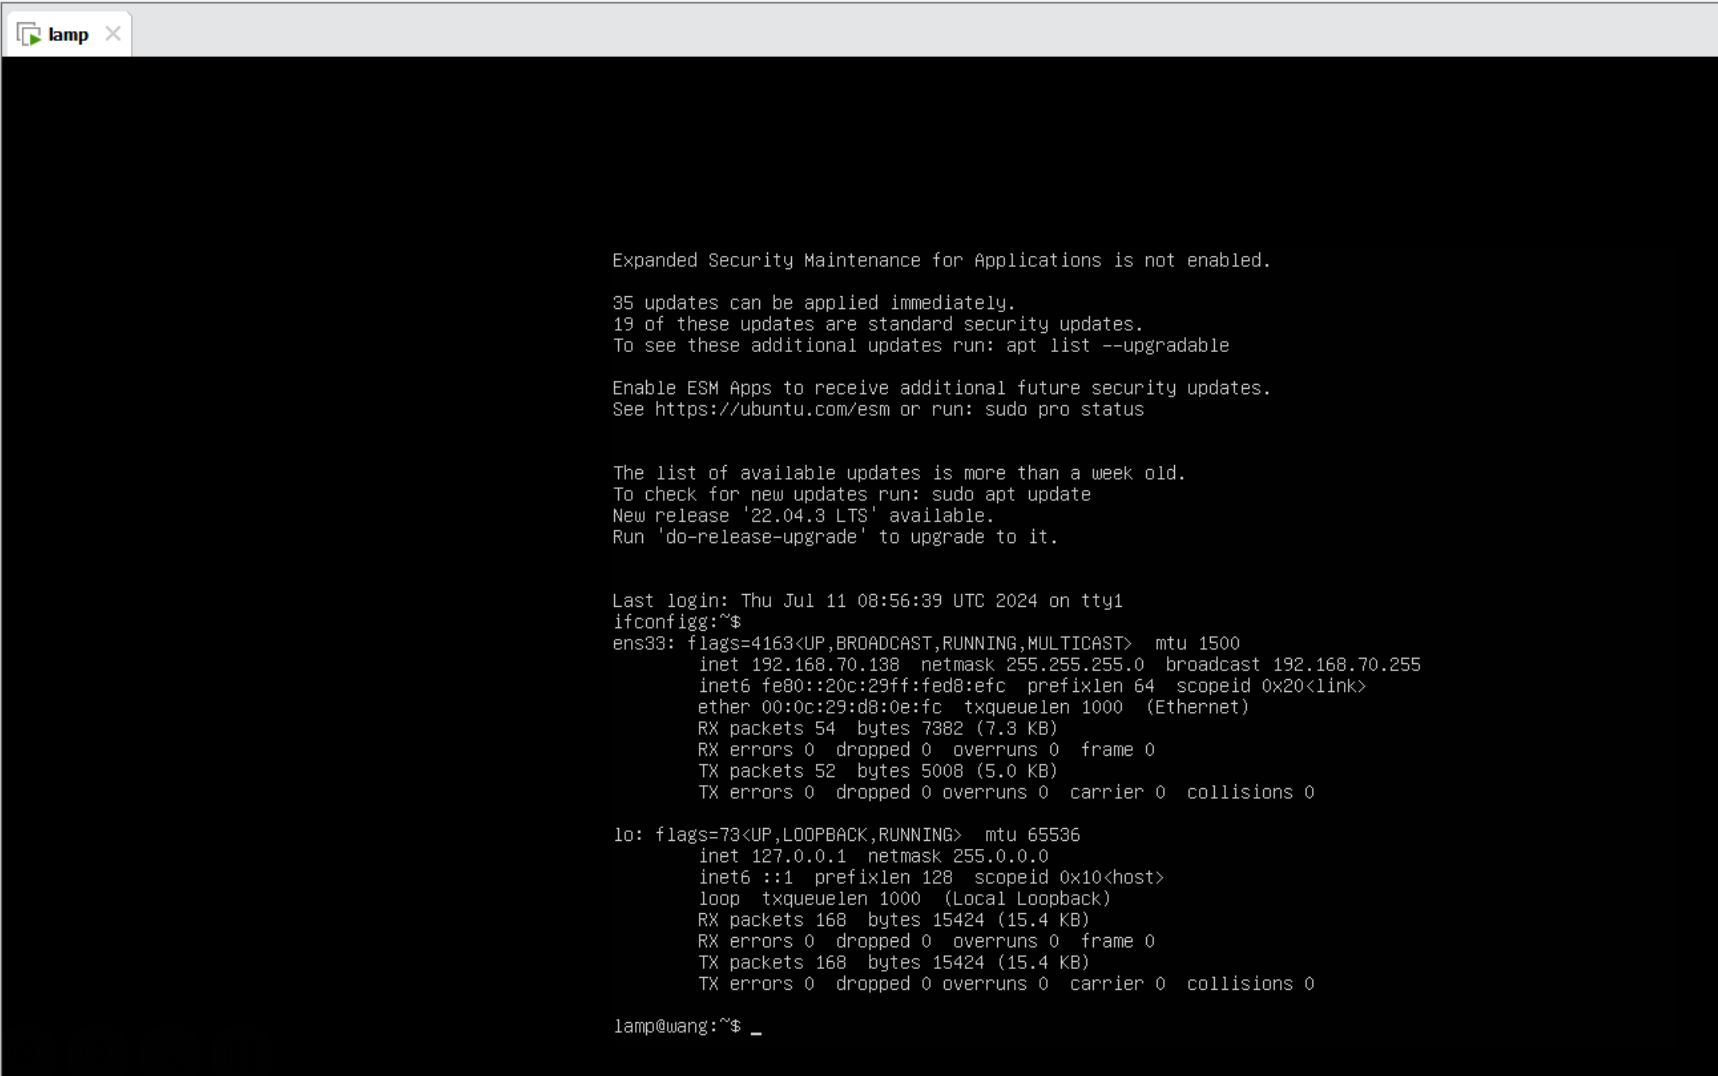 lamp
Expanded Security Maintenance for Applications is not enabled.
35 updates can be applied immediately.
19 of these updates are standard security updates.
To see these additional updates run: apt list --upgradable
Enable ESM Apps to receive additional future security updates.
See https://ubuntu.com/esm or run: sudo pro status
The list of available updates is more than a week old.
To check for new updates run: sudo apt update
New release '22.04.3 LTS' available.
Run 'do-release-upgrade' to upgrade to it.
Last login: Thu Jul 11 08:56:39 UTC 2024 on tty1
ifconfigg:~$
ens33: flags=4163<UP,BROADCAST,RUNNING,MULTICAST>  mtu 1500
inet 192.168.70.138  netmask 255.255.255.0  broadcast 192.168.70.255
inet6 fe80::20c:29ff:fed8:efc  prefixlen 64  scopeid 0x20<link>
ether 00:0c:29:d8:0e:fc  txqueuelen 1000  (Ethernet)
RX packets 54  bytes 7382 (7.3 KB)
RX errors 0  dropped 0  overruns 0  frame 0
TX packets 52  bytes 5008 (5.0 KB)
TX errors 0  dropped 0 overruns 0  carrier 0  collisions 0
lo: flags=73<UP,LOOPBACK,RUNNING>  mtu 65536
inet 127.0.0.1  netmask 255.0.0.0
inet6 ::1  prefixlen 128  scopeid 0x10<host>
loop  txqueuelen 1000  (Local Loopback)
RX packets 168  bytes 15424 (15.4 KB)
RX errors 0  dropped 0  overruns 0  frame 0
TX packets 168  bytes 15424 (15.4 KB)
TX errors 0  dropped 0 overruns 0  carrier 0  collisions 0
lamp@wang:~$ _